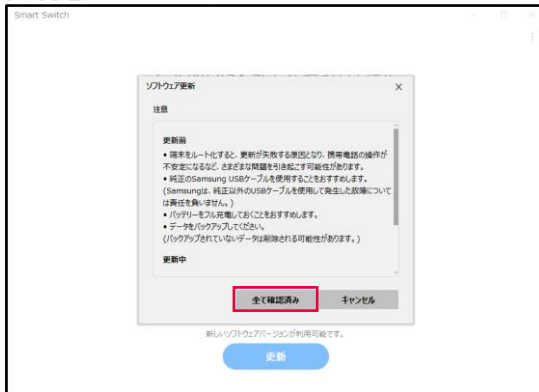 Smart Switch
ソフトウェア更新
注意
更新前
• 端末をルート化すると、更新が失敗する原因となり、携帯電話の操作が
不安定になるなど、さまざまな問題を引き起こす可能性があります。
• 純正のSamsung USBケーブルを使用することをおすすめします。
(Samsungは、純正以外のUSBケーブルを使用して発生した故障について
は責任を負いません。)
• バッテリーをフル充電しておくことをおすすめします。
• データをバックアップしてください。
(バックアップされていないデータは削除される可能性があります。)
更新中
全て確認済み キャンセル
新しいソフトウェアバージョンが利用可能です。
更新